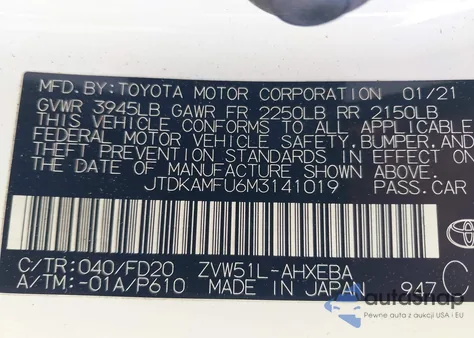 MFD.BY:TOYOTA MOTOR CORPORATION 01/21
GVWR 3945LB GAWR FR 2250LB RR 2150LB
THIS VEHICLE CONFORMS TO ALL APPLICABLE
FEDERAL MOTOR VEHICLE SAFETY,BUMPER,AND
THEFT PREVENTION STANDARDS IN EFFECT ON
THE DATE OF MANUFACTURE SHOWN ABOVE.
JTDKAMFU6M3141019 PASS.CAR
C/TR:040/FD20 ZVW51L-AHXEBA
A/TM:-01A/P610 MADE IN JAPAN 947
C
autosnap
Pewne auta z aukcji USA i EU